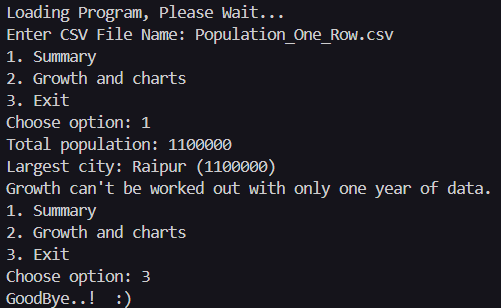 Loading Program, Please Wait...
Enter CSV File Name: Population_One_Row.csv
1. Summary
2. Growth and charts
3. Exit
Choose option: 1
Total population: 1100000
Largest city: Raipur (1100000)
Growth can't be worked out with only one year of data.
1. Summary
2. Growth and charts
3. Exit
Choose option: 3
GoodBye..!  :)